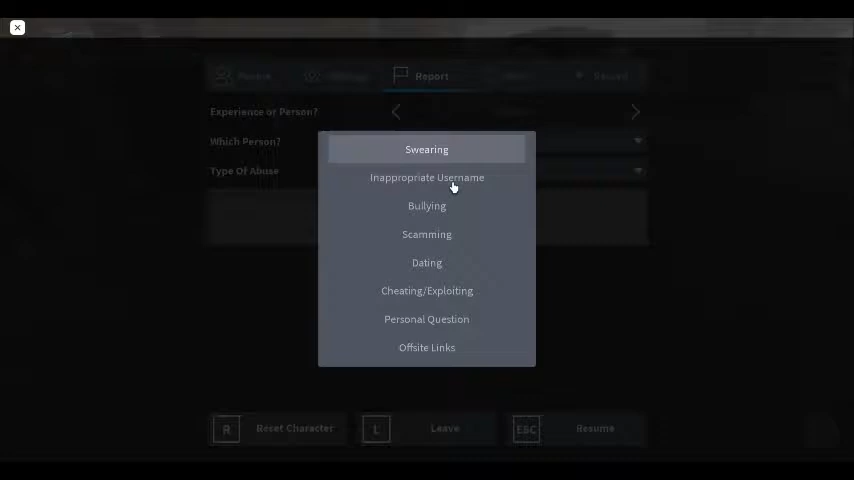 Report
Experience or Person?
Which Person?
Type Of Abuse
Swearing
Inappropriate Username
Bullying
Scamming
Dating
Cheating/Exploiting
Personal Question
Offsite Links
R Reset Character
L Leave
ESC Resume